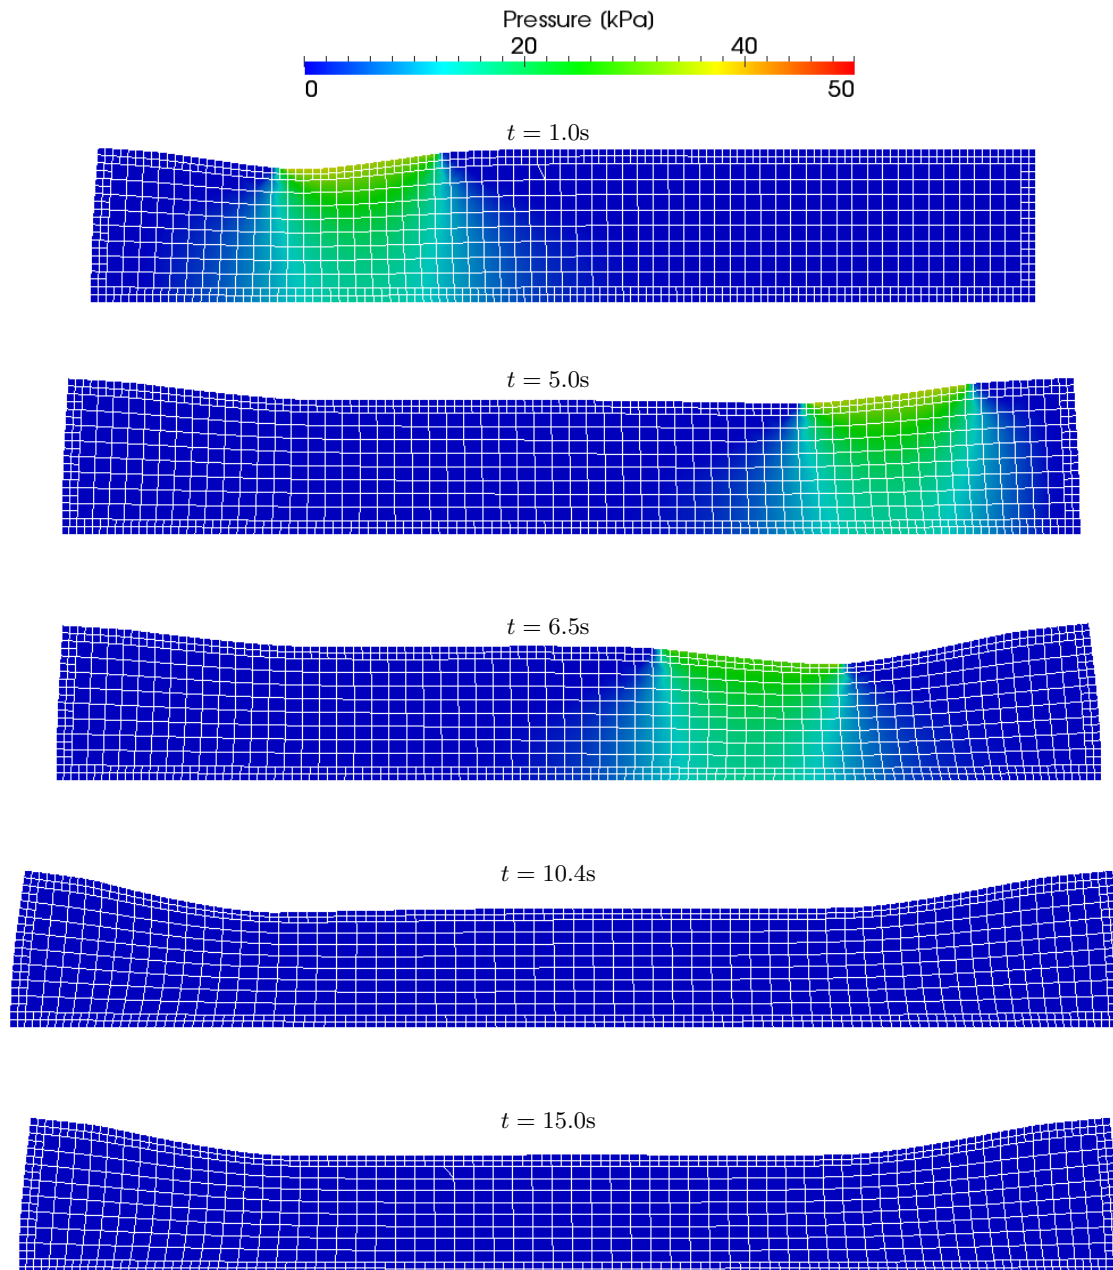 Pressure (kPa)
20 40
0 50
t = 1.0s
t = 5.0s
t = 6.5s
t = 10.4s
t = 15.0s